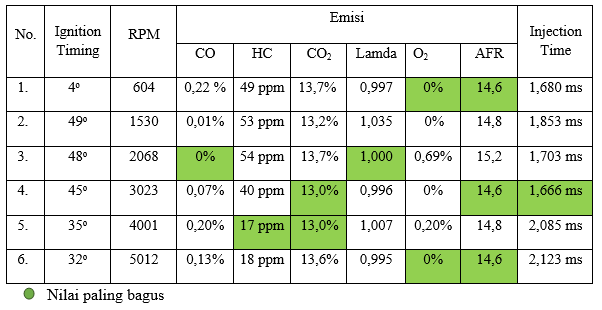 No. Ignition Timing RPM Emisi Injection Time
CO HC CO₂ Lamda O₂ AFR
1. 4º 604 0,22 % 49 ppm 13,7% 0,997 0% 14,6 1,680 ms
2. 49º 1530 0,01% 53 ppm 13,2% 1,035 0% 14,8 1,853 ms
3. 48º 2068 0% 54 ppm 13,7% 1,000 0,69% 15,2 1,703 ms
4. 45º 3023 0,07% 40 ppm 13,0% 0,996 0% 14,6 1,666 ms
5. 35º 4001 0,20% 17 ppm 13,0% 1,007 0,20% 14,8 2,085 ms
6. 32º 5012 0,13% 18 ppm 13,6% 0,995 0% 14,6 2,123 ms
Nilai paling bagus